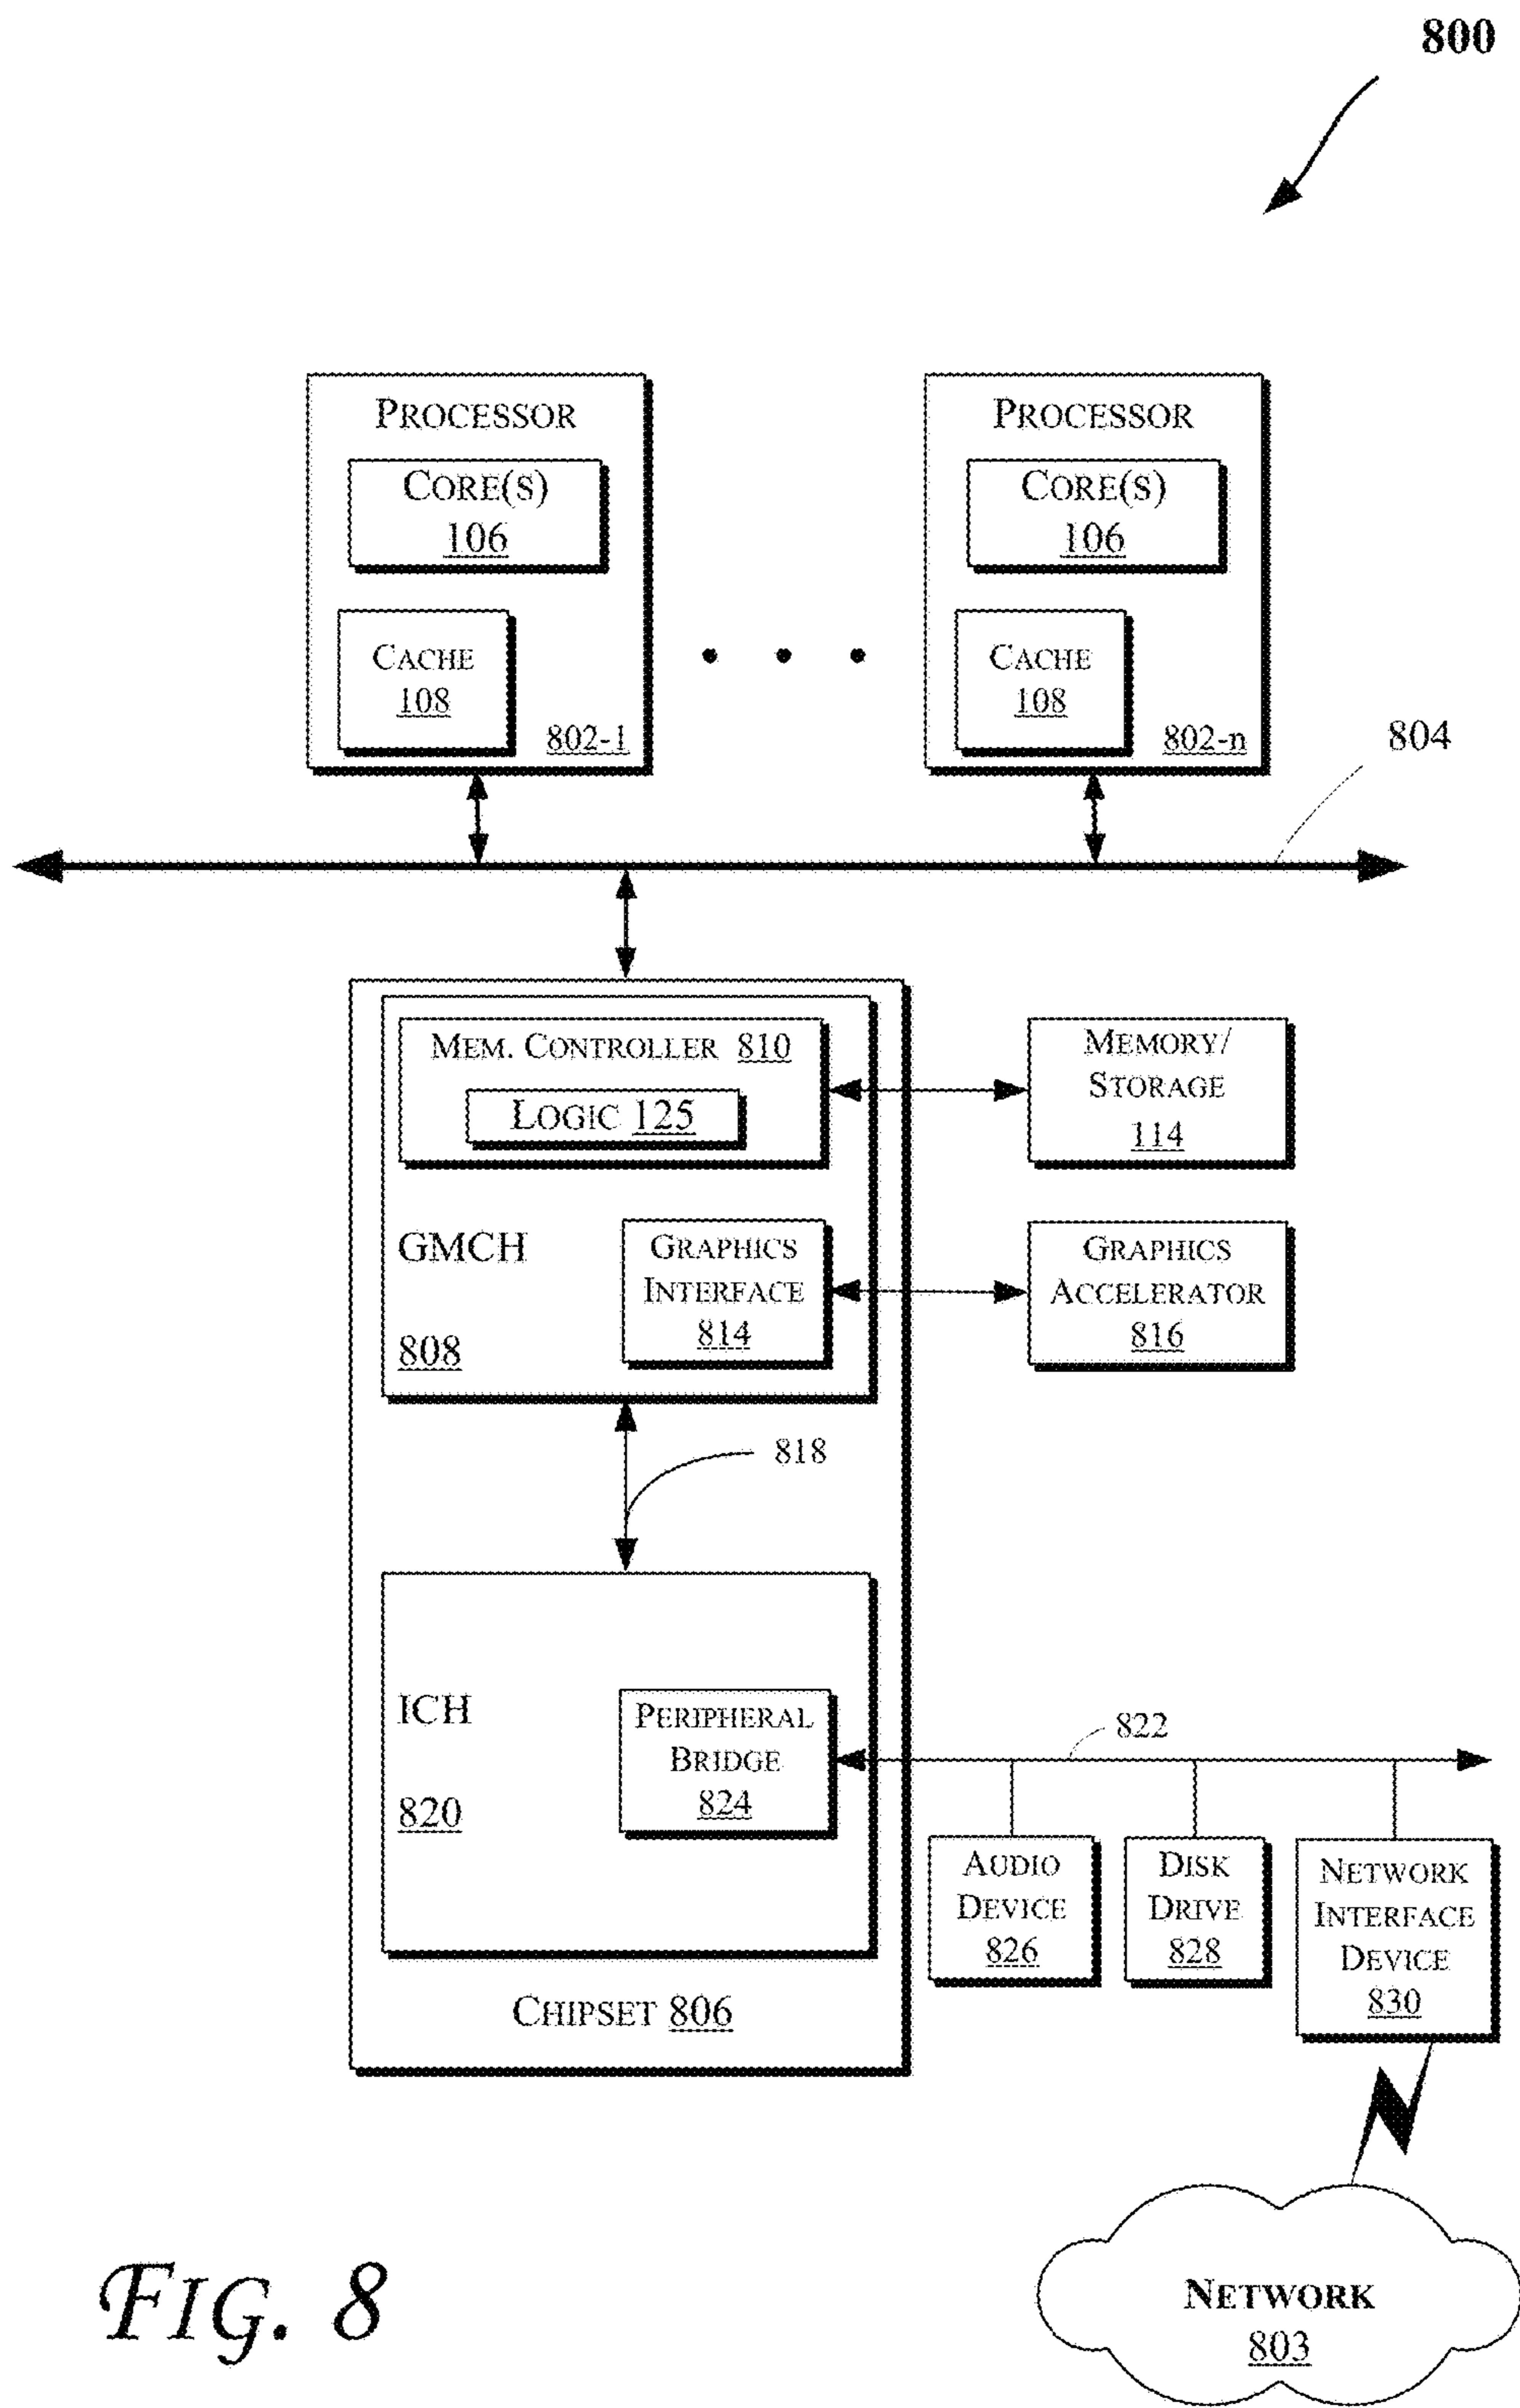 800
PROCESSOR
CORE(S)
106
CACHE
108
802-1
PROCESSOR
CORE(S)
106
CACHE
108
802-n
804
MEM. CONTROLLER 810
LOGIC 125
MEMORY/
STORAGE
114
GMCH
808
GRAPHICS
INTERFACE
814
GRAPHICS
ACCELERATOR
816
818
ICH
820
PERIPHERAL
BRIDGE
824
822
AUDIO
DEVICE
826
DISK
DRIVE
828
NETWORK
INTERFACE
DEVICE
830
CHIPSET 806
NETWORK
803
FIG. 8